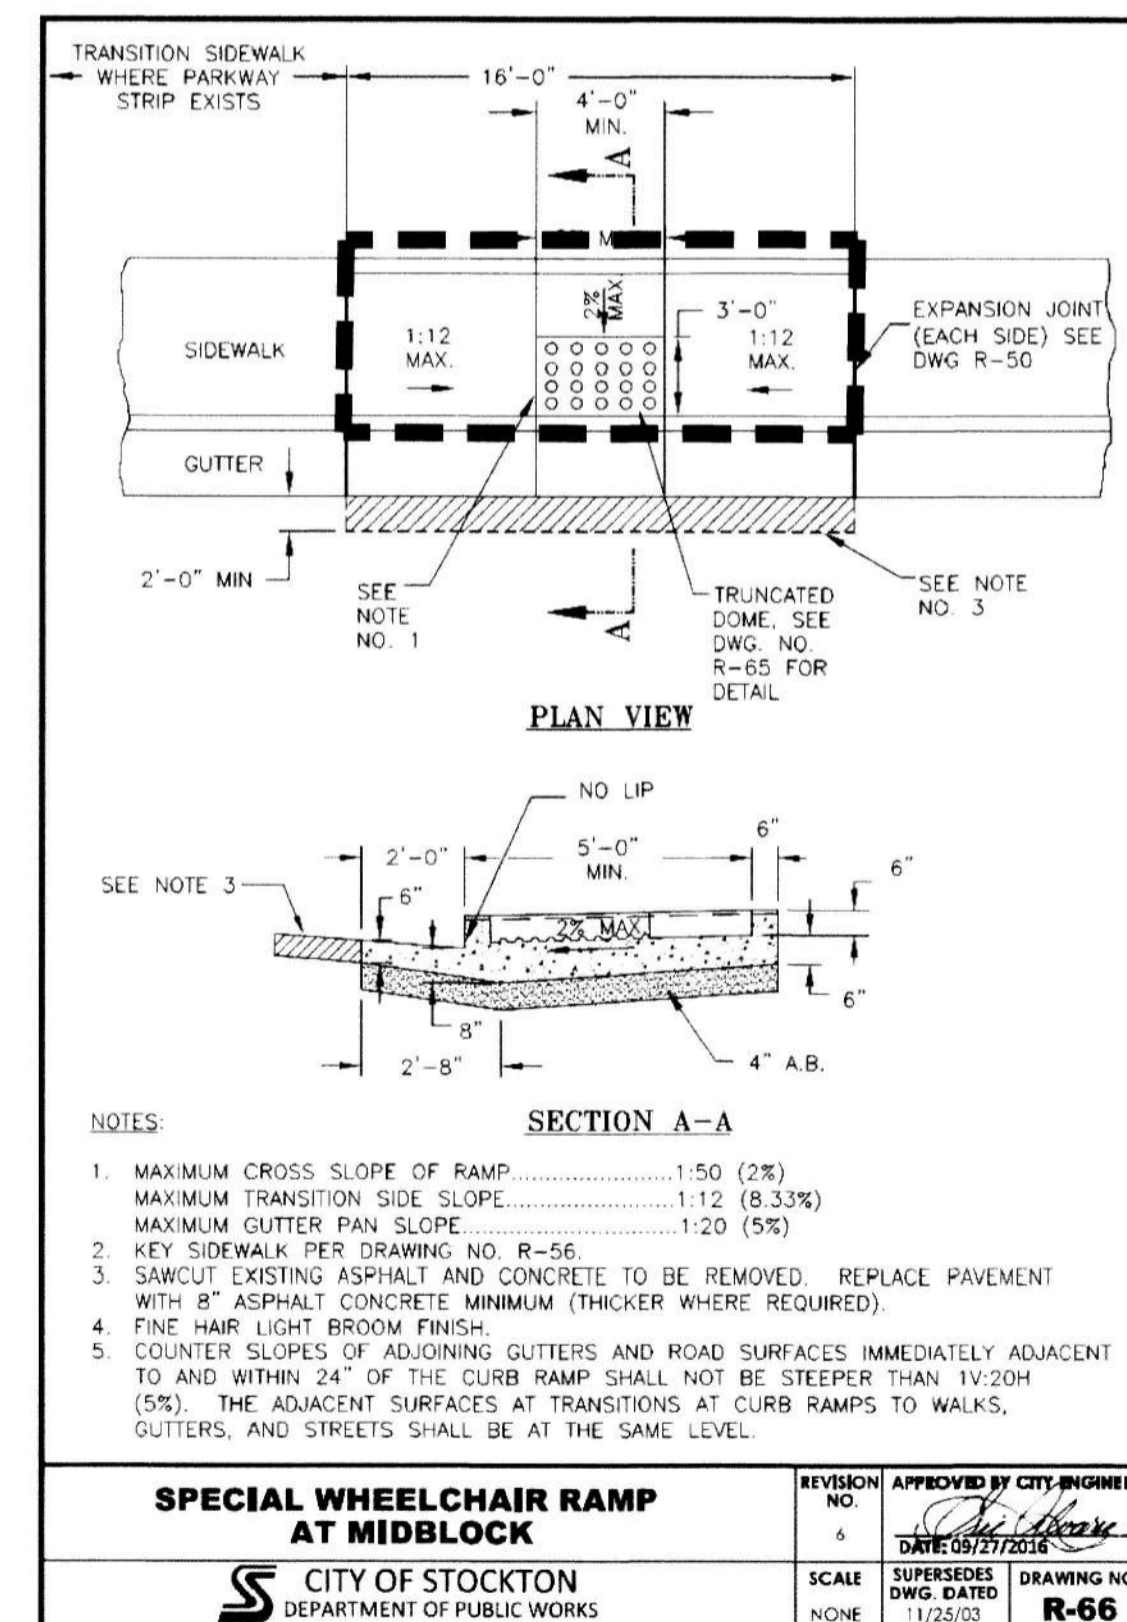 TRANSITION SIDEWALK
WHERE PARKWAY
STRIP EXISTS
16'-0"
4'-0"
MIN.
A
2%
MAX.
3'-0"
SIDEWALK
1:12
MAX.
1:12
MAX.
EXPANSION JOINT
(EACH SIDE) SEE
DWG R-50
GUTTER
2'-0" MIN
SEE
NOTE
NO. 1
A
TRUNCATED
DOME, SEE
DWG. NO.
R-65 FOR
DETAIL
SEE NOTE
NO. 3
PLAN VIEW
NO LIP
2'-0"
5'-0"
MIN.
6"
6"
SEE NOTE 3
6"
2% MAX
6"
8"
2'-8"
4" A.B.
SECTION A-A
NOTES:
1. MAXIMUM CROSS SLOPE OF RAMP........................1:50 (2%)
MAXIMUM TRANSITION SIDE SLOPE.........................1:12 (8.33%)
MAXIMUM GUTTER PAN SLOPE................................1:20 (5%)
2. KEY SIDEWALK PER DRAWING NO. R-56.
3. SAWCUT EXISTING ASPHALT AND CONCRETE TO BE REMOVED. REPLACE PAVEMENT
WITH 8" ASPHALT CONCRETE MINIMUM (THICKER WHERE REQUIRED).
4. FINE HAIR LIGHT BROOM FINISH.
5. COUNTER SLOPES OF ADJOINING GUTTERS AND ROAD SURFACES IMMEDIATELY ADJACENT
TO AND WITHIN 24" OF THE CURB RAMP SHALL NOT BE STEEPER THAN 1V:20H
(5%). THE ADJACENT SURFACES AT TRANSITIONS AT CURB RAMPS TO WALKS,
GUTTERS, AND STREETS SHALL BE AT THE SAME LEVEL.
SPECIAL WHEELCHAIR RAMP
AT MIDBLOCK
REVISION
NO.
6
APPROVED BY CITY ENGINE
DATE: 09/27/2016
CITY OF STOCKTON
DEPARTMENT OF PUBLIC WORKS
SCALE
NONE
SUPERSEDES
DWG. DATED
11/25/03
DRAWING NO
R-66